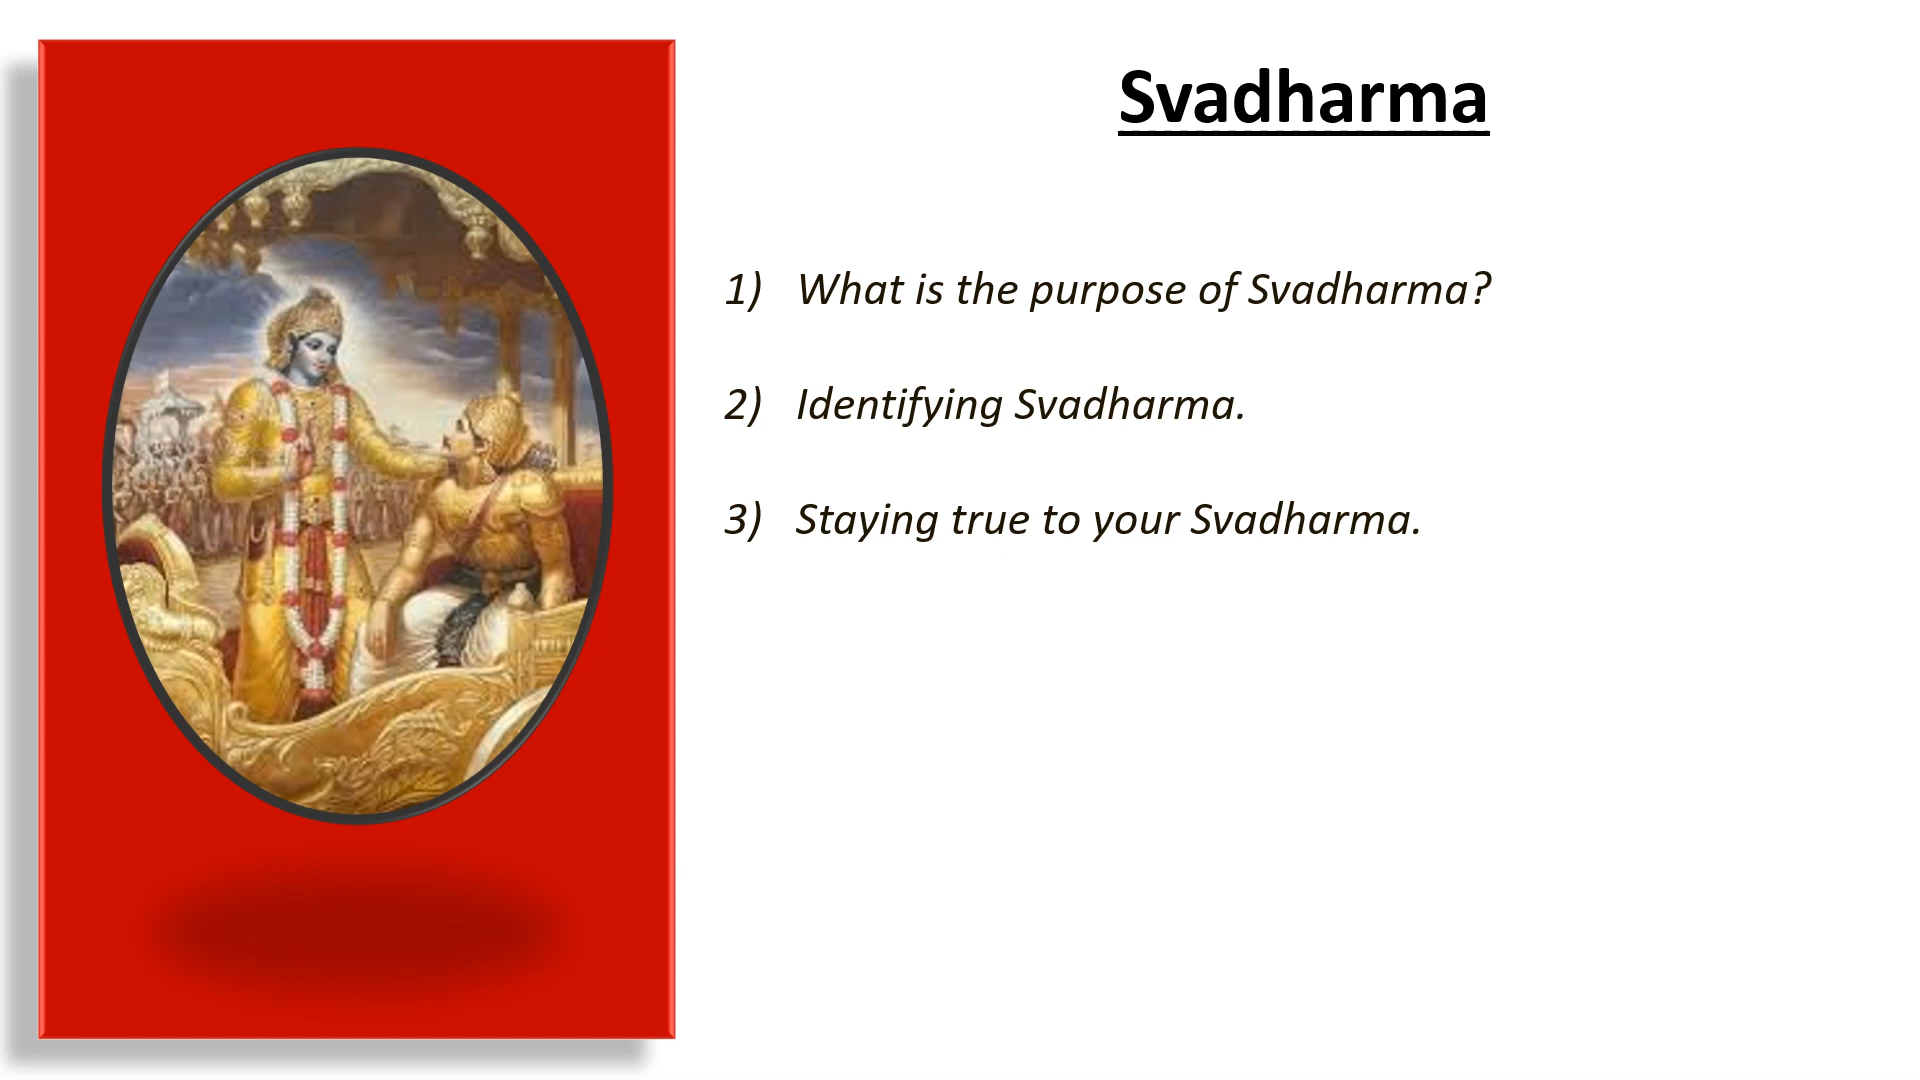 Svadharma
1) What is the purpose of Svadharma?
2) Identifying Svadharma.
3) Staying true to your Svadharma.